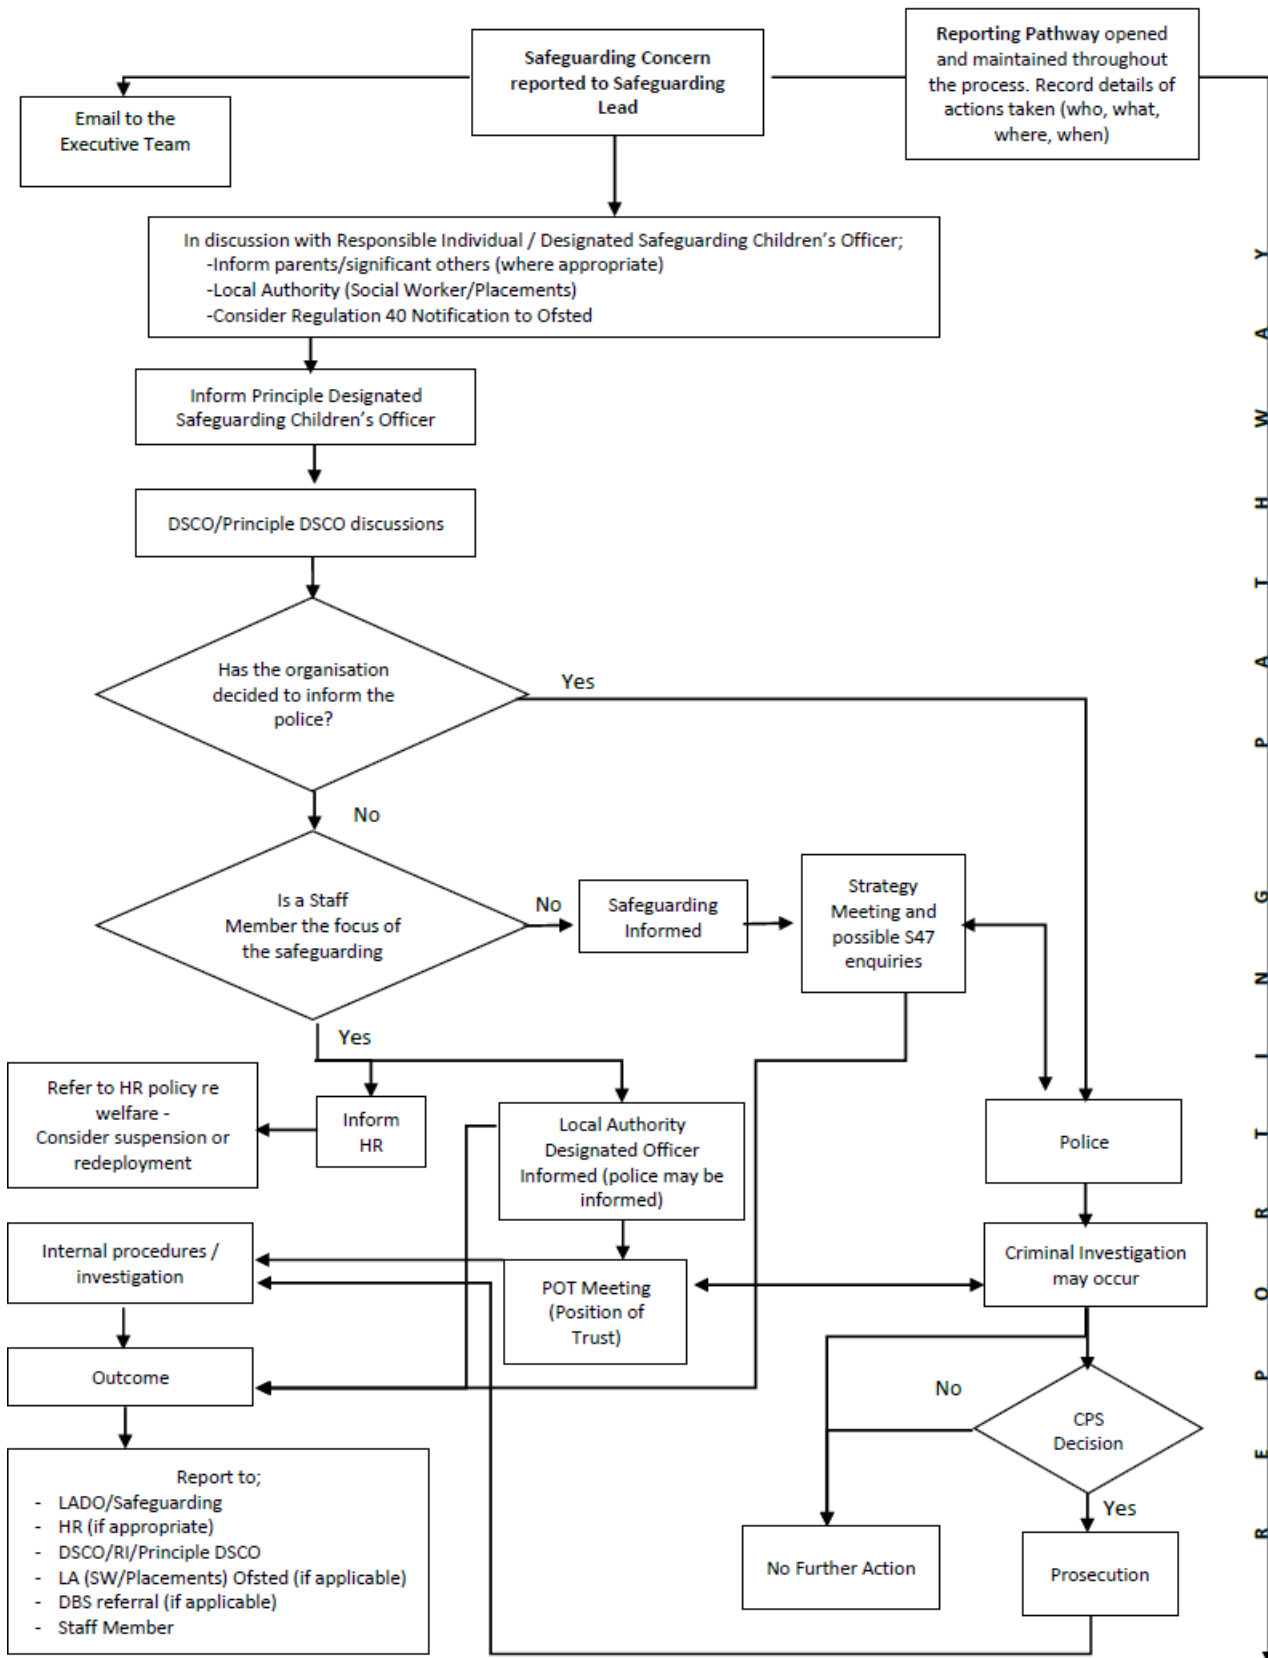 Safeguarding Concern
reported to Safeguarding
Lead
Reporting Pathway opened
and maintained throughout
the process. Record details of
actions taken (who, what,
where, when)
Email to the
Executive Team
In discussion with Responsible Individual / Designated Safeguarding Children's Officer;
-Inform parents/significant others (where appropriate)
-Local Authority (Social Worker/Placements)
-Consider Regulation 40 Notification to Ofsted
Inform Principle Designated
Safeguarding Children's Officer
DSCO/Principle DSCO discussions
Has the organisation
decided to inform the
police?
Yes
No
Is a Staff
Member the focus of
the safeguarding
No
Safeguarding
Informed
Strategy
Meeting and
possible S47
enquiries
Yes
Refer to HR policy re
welfare -
Consider suspension or
redeployment
Inform
HR
Local Authority
Designated Officer
Informed (police may be
informed)
Police
Internal procedures /
investigation
POT Meeting
(Position of
Trust)
Criminal Investigation
may occur
Outcome
No
CPS
Decision
Yes
Report to;
- LADO/Safeguarding
- HR (if appropriate)
- DSCO/RI/Principle DSCO
- LA (SW/Placements) Ofsted (if applicable)
- DBS referral (if applicable)
- Staff Member
No Further Action
Prosecution
REPORTING PATHWAY